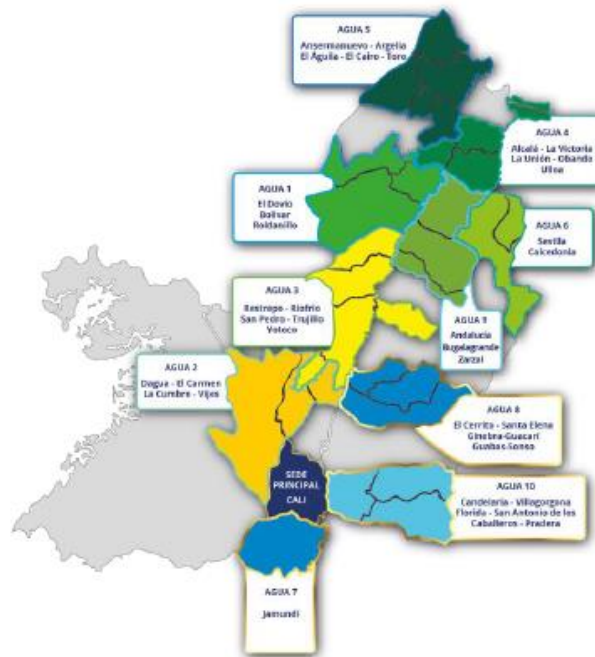 AGUA 5
Ansermanuevo - Argelia
El Águila - El Cairo - Toro
AGUA 4
Alcalá - La Victoria
La Unión - Obando
Ulloa
AGUA 1
El Dovio
Bolívar
Roldanillo
AGUA 6
Sevilla
Caicedonia
AGUA 3
Restrepo - Riofrío
San Pedro - Trujillo
Yotoco
AGUA 9
Andalucía
Bugalagrande
Zarzal
AGUA 2
Dagua - El Carmen
La Cumbre - Vijes
AGUA 8
El Cerrito - Santa Elena
Ginebra-Guacarí
Guabas-Sonso
SEDE
PRINCIPAL
CALI
AGUA 10
Candelaria - Villagorgona
Florida - San Antonio de los
Caballeros - Pradera
AGUA 7
Jamundí